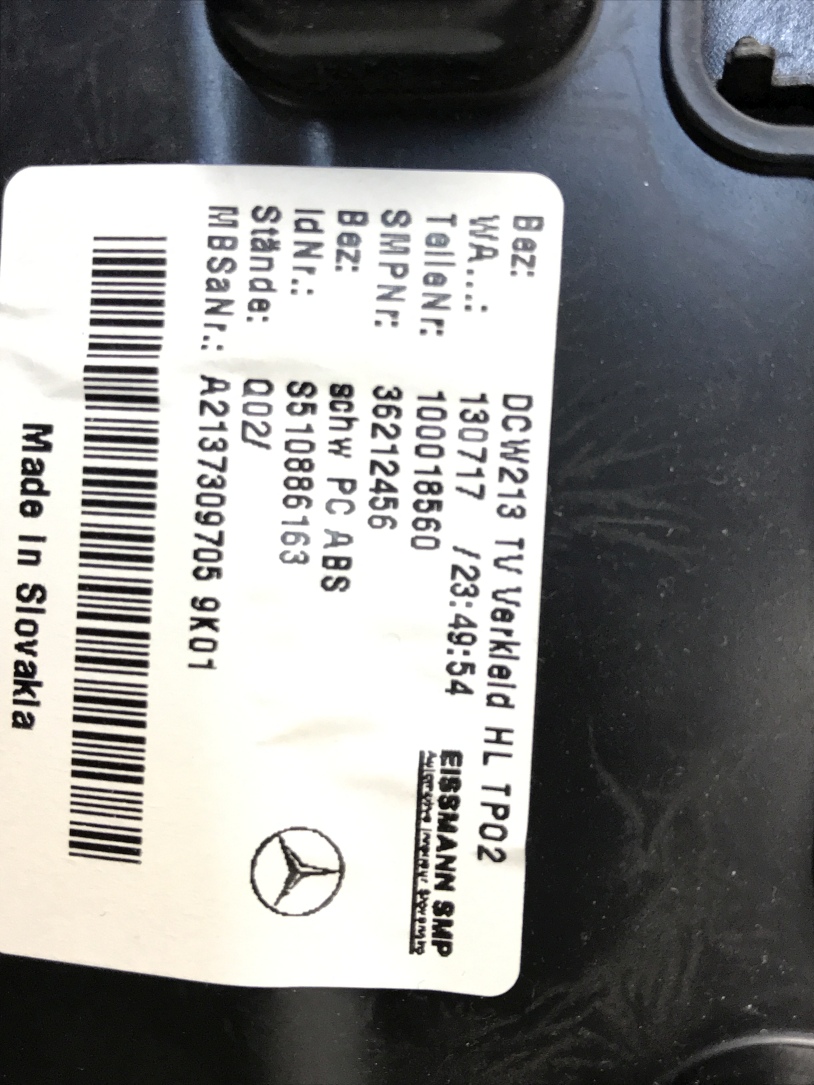 Bez: DCW213 TV Verkleid HL TP02
WA...: 130717 /23:49:54
TeileNr: 100018560
SMPNr: 36212456
Bez: schw PC ABS
IdNr.: S510886163
Stände: Q02/
MBSaNr.: A2137309705 9K01
EISSMANN SMP
Made in Slovakia